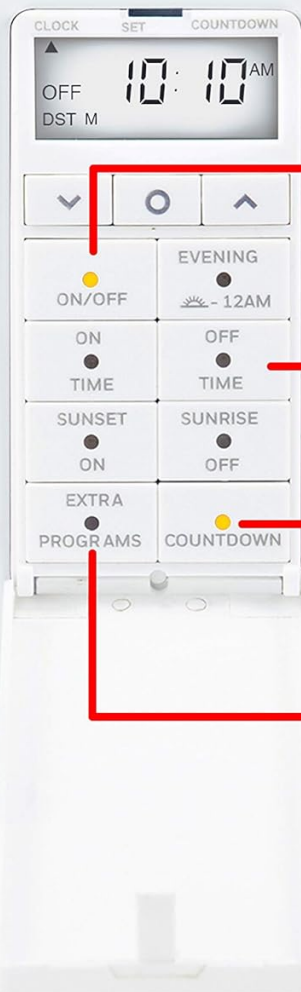 CLOCK SET COUNTDOWN
OFF 10:10 AM
DST M
ON/OFF
EVENING
- 12AM
ON
TIME
OFF
TIME
SUNSET
ON
SUNRISE
OFF
EXTRA
PROGRAMS
COUNTDOWN